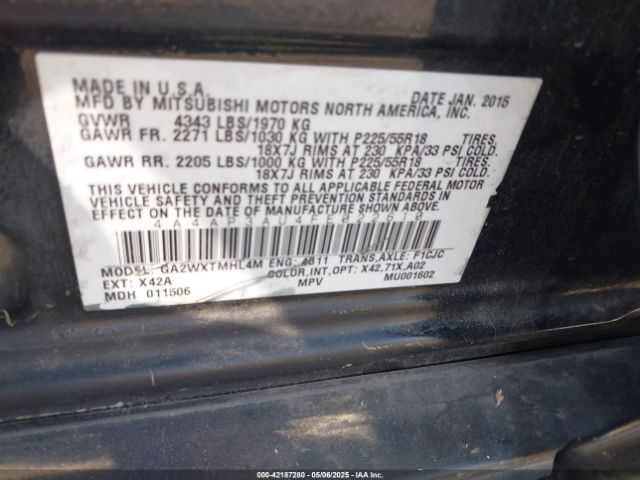 MADE IN U.S.A. DATE JAN. 2015
MFD BY MITSUBISHI MOTORS NORTH AMERICA, INC.
GVWR 4343 LBS/1970 KG
GAWR FR. 2271 LBS/1030 KG WITH P225/55R18 TIRES,
18X7J RIMS AT 230 KPA/33 PSI COLD.
GAWR RR. 2205 LBS/1000 KG WITH P225/55R18 TIRES,
18X7J RIMS AT 230 KPA/33 PSI COLD.
THIS VEHICLE CONFORMS TO ALL APPLICABLE FEDERAL MOTOR
VEHICLE SAFETY AND THEFT PREVENTION STANDARDS IN
EFFECT ON THE DATE OF MANUFACTURE SHOWN ABOVE.
MODEL: GA2WXTMHL4M ENG: 4B11 TRANS,AXLE: F1CJC
EXT: X42A COLOR,INT,OPT: X42,71X,A02
MDH 011506 MPV MU001602
000-42187280 - 05/06/2025 - IAAI.COM